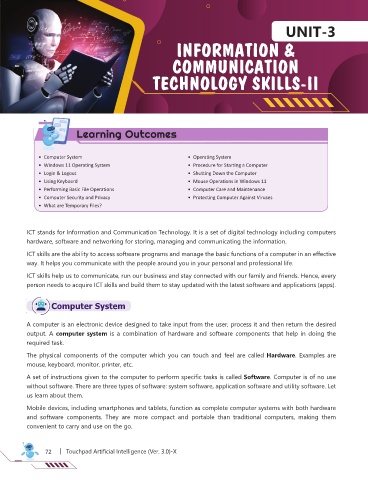 UNIT-3
INFORMATION &
COMMUNICATION
TECHNOLOGY SKILLS-II
Learning Outcomes
• Computer System
• Windows 11 Operating System
• Login & Logout
• Using Keyboard
• Performing Basic File Operations
• Computer Security and Privacy
• What are Temporary Files?
• Operating System
• Procedure for Starting a Computer
• Shutting Down the Computer
• Mouse Operations in Windows 11
• Computer Care and Maintenance
• Protecting Computer Against Viruses
ICT stands for Information and Communication Technology. It is a set of digital technology including computers
hardware, software and networking for storing, managing and communicating the information.
ICT skills are the ability to access software programs and manage the basic functions of a computer in an effective
way. It helps you communicate with the people around you in your personal and professional life.
ICT skills help us to communicate, run our business and stay connected with our family and friends. Hence, every
person needs to acquire ICT skills and build them to stay updated with the latest software and applications (apps).
Computer System
A computer is an electronic device designed to take input from the user, process it and then return the desired
output. A computer system is a combination of hardware and software components that help in doing the
required task.
The physical components of the computer which you can touch and feel are called Hardware. Examples are
mouse, keyboard, monitor, printer, etc.
A set of instructions given to the computer to perform specific tasks is called Software. Computer is of no use
without software. There are three types of software: system software, application software and utility software. Let
us learn about them.
Mobile devices, including smartphones and tablets, function as complete computer systems with both hardware
and software components. They are more compact and portable than traditional computers, making them
convenient to carry and use on the go.
72 | Touchpad Artificial Intelligence (Ver. 3.0)-X